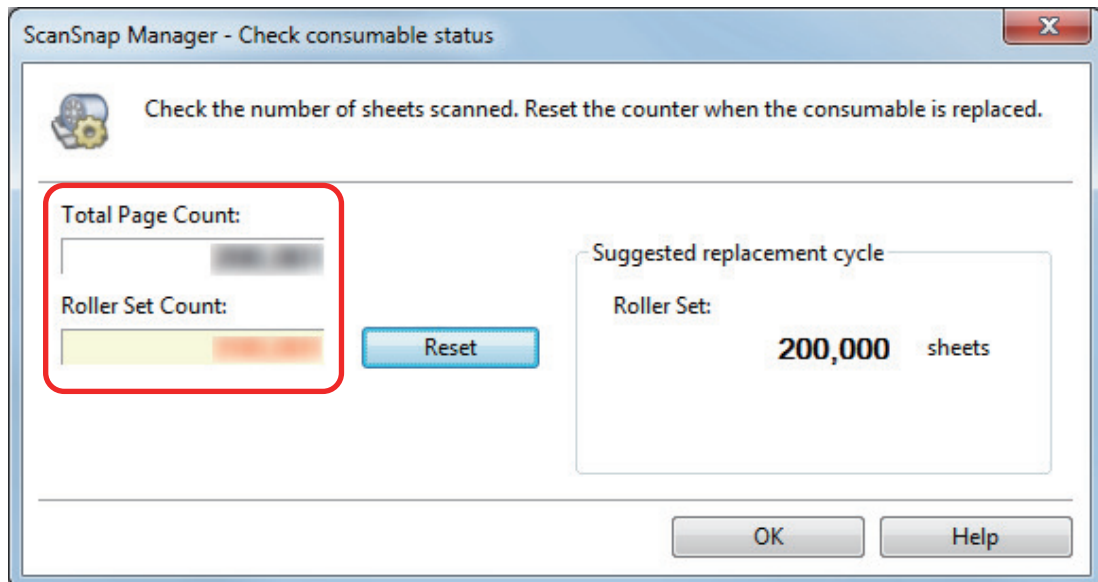 ScanSnap Manager - Check consumable status
Check the number of sheets scanned. Reset the counter when the consumable is replaced.
Total Page Count:
Roller Set Count:
Reset
Suggested replacement cycle
Roller Set:
200,000 sheets
OK
Help